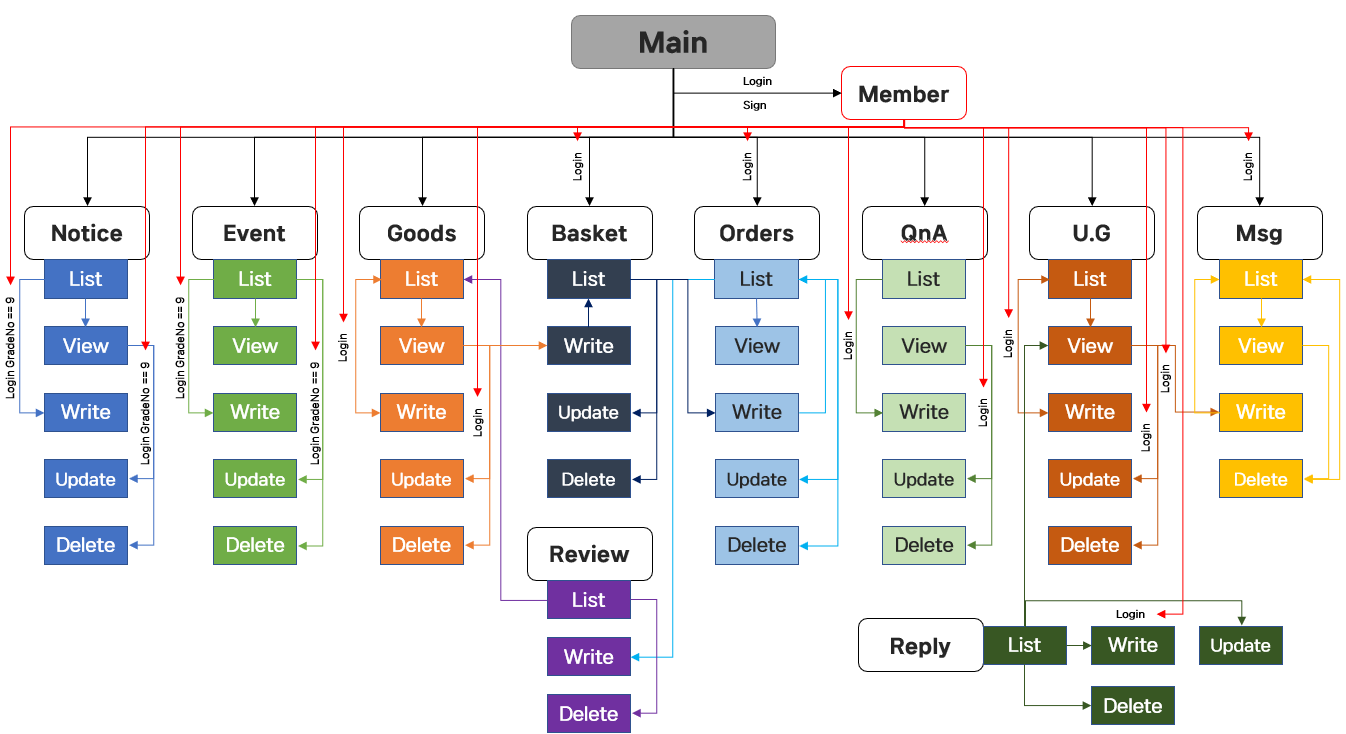 Main
Login
Member
Sign
Login
Login
Login
Notice
Event
Goods
Basket
Orders
QnA
U.G
Msg
List
List
List
List
List
List
List
List
Login GradeNo == 9
Login GradeNo == 9
Login
Login
Login
View
View
View
Write
View
View
View
View
Login GradeNo == 9
Login GradeNo == 9
Login
Login
Login
Login
Write
Write
Write
Update
Write
Write
Write
Write
Update
Update
Update
Delete
Update
Update
Update
Delete
Delete
Delete
Delete
Delete
Delete
Delete
Review
List
Login
Reply
List
Write
Update
Write
Delete
Delete